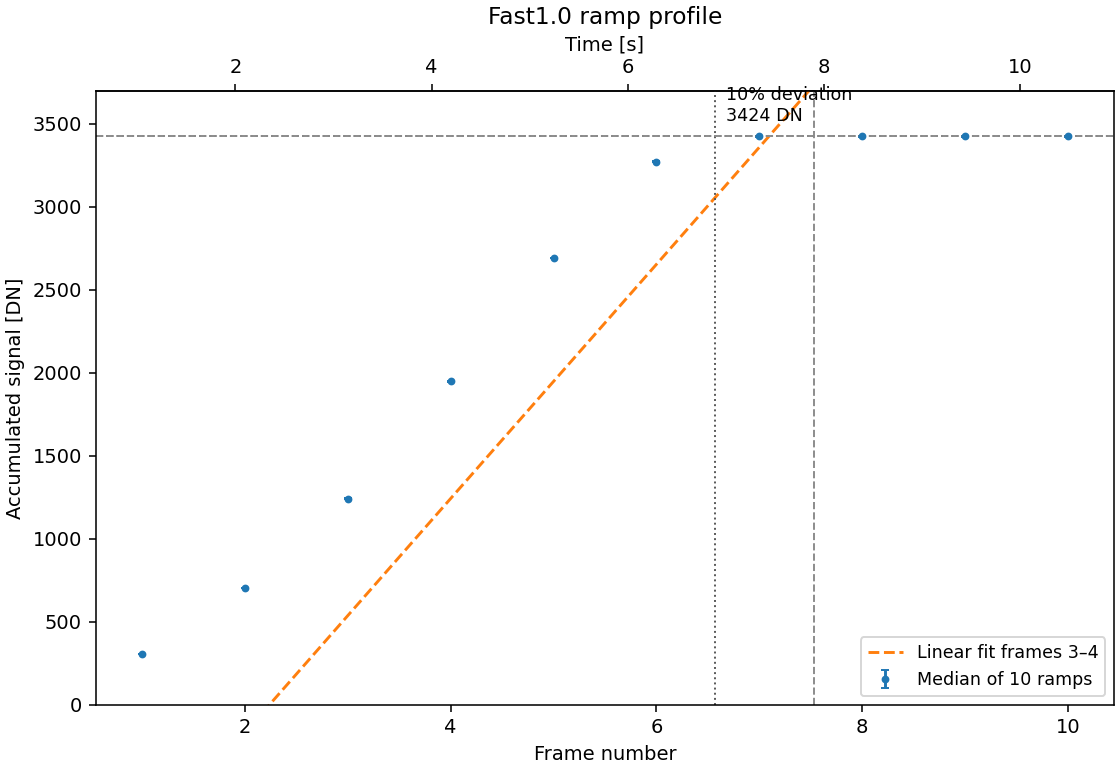 Fast1.0 ramp profile
Time [s]
2 4 6 8 10
10% deviation
3424 DN
3500
3000
2500
2000
1500
1000
500
0
Accumulated signal [DN]
Linear fit frames 3–4
Median of 10 ramps
2 4 6 8 10
Frame number